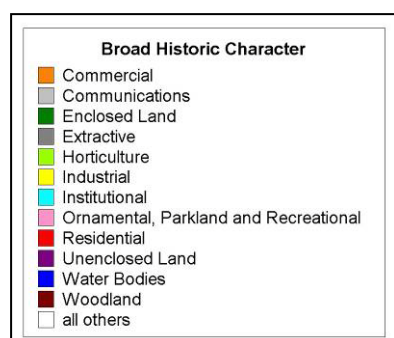 Broad Historic Character
Commercial
Communications
Enclosed Land
Extractive
Horticulture
Industrial
Institutional
Ornamental, Parkland and Recreational
Residential
Unenclosed Land
Water Bodies
Woodland
all others